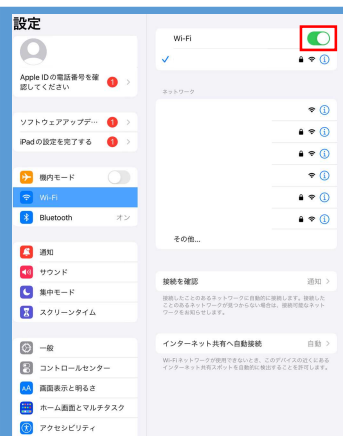 設定
Apple IDの電話番号を確
認してください
1
ソフトウェアアップデ…
1
iPadの設定を完了する
1
機内モード
Wi-Fi
Bluetooth
オン
通知
サウンド
集中モード
スクリーンタイム
一般
コントロールセンター
AA
画面表示と明るさ
ホーム画面とマルチタスク
アクセシビリティ
Wi-Fi
ネットワーク
その他...
接続を確認
通知
接続したことのあるネットワークに自動的に接続します。接続した
ことのあるネットワークが見つからない場合は、接続可能なネット
ワークをお知らせします。
インターネット共有へ自動接続
自動
Wi-Fiネットワークが使用できないとき、このデバイスの近くにある
インターネット共有スポットを自動的に検出することを許可します。